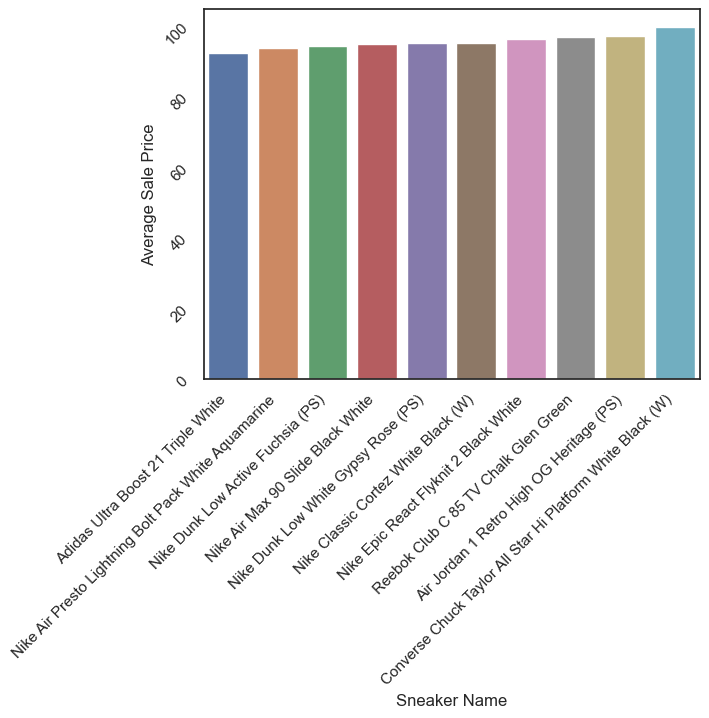 100
80
60
40
20
0
Average Sale Price
Adidas Ultra Boost 21 Triple White
Nike Air Presto Lightning Bolt Pack White Aquamarine
Nike Dunk Low Active Fuchsia (PS)
Nike Air Max 90 Slide Black White
Nike Dunk Low White Gypsy Rose (PS)
Nike Classic Cortez White Black (W)
Nike Epic React Flyknit 2 Black White
Reebok Club C 85 TV Chalk Glen Green
Air Jordan 1 Retro High OG Heritage (PS)
Converse Chuck Taylor All Star Hi Platform White Black (W)
Sneaker Name